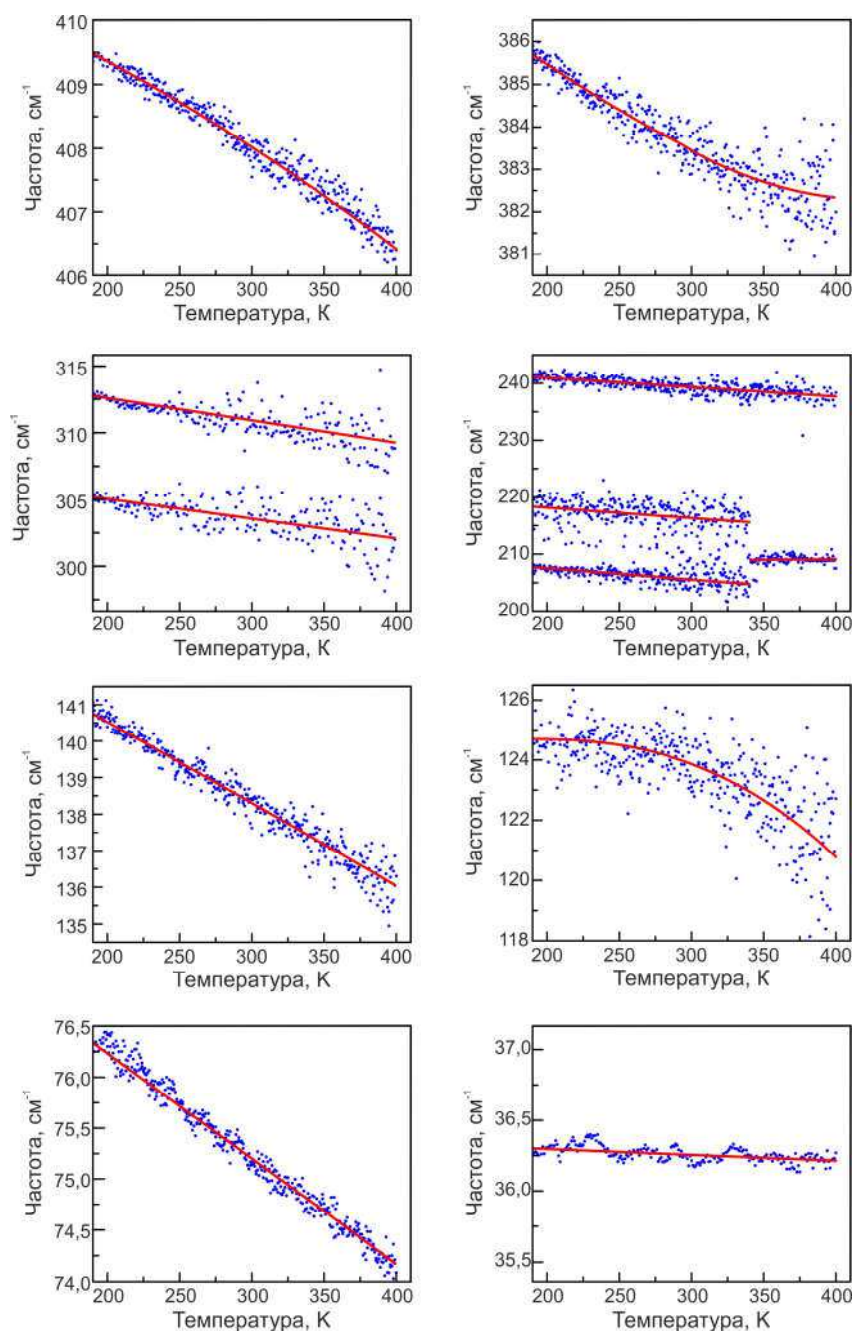 410
409
408
407
406
Частота, см⁻¹
200 250 300 350 400
Температура, К
386
385
384
383
382
381
Частота, см⁻¹
200 250 300 350 400
Температура, К
315
310
305
300
Частота, см⁻¹
200 250 300 350 400
Температура, К
240
230
220
210
200
Частота, см⁻¹
200 250 300 350 400
Температура, К
141
140
139
138
137
136
135
Частота, см⁻¹
200 250 300 350 400
Температура, К
126
124
122
120
118
Частота, см⁻¹
200 250 300 350 400
Температура, К
76,5
76,0
75,5
75,0
74,5
74,0
Частота, см⁻¹
200 250 300 350 400
Температура, К
37,0
36,5
36,0
35,5
Частота, см⁻¹
200 250 300 350 400
Температура, К